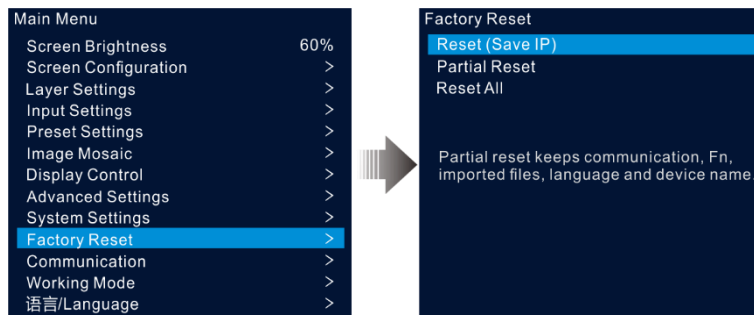 Main Menu
Screen Brightness 60%
Screen Configuration >
Layer Settings >
Input Settings >
Preset Settings >
Image Mosaic >
Display Control >
Advanced Settings >
System Settings >
Factory Reset >
Communication >
Working Mode >
语言/Language >
Factory Reset
Reset (Save IP)
Partial Reset
Reset All
Partial reset keeps communication, Fn,
imported files, language and device name.